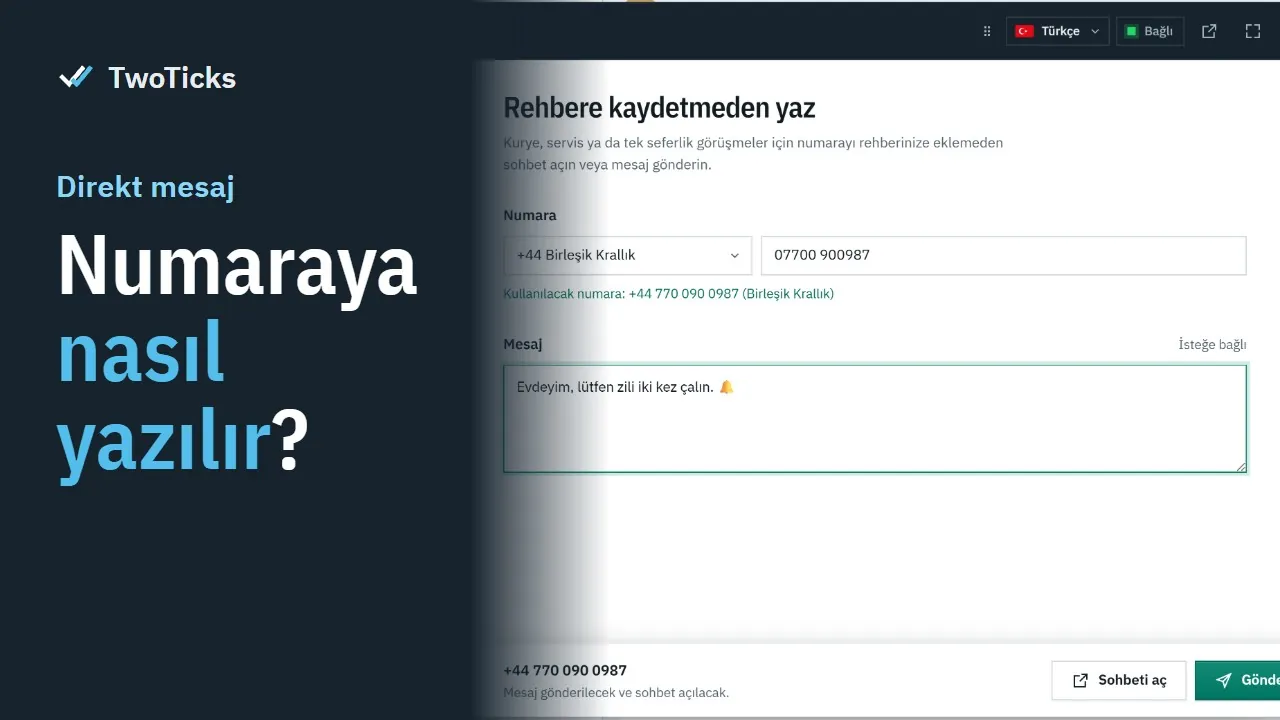 TwoTicks
Direkt mesaj
Numaraya
nasıl
yazılır?
Türkçe
Bağlı
Rehbere kaydetmeden yaz
Kurye, servis ya da tek seferlik görüşmeler için numarayı rehberinize eklemeden
sohbet açın veya mesaj gönderin.
Numara
+44 Birleşik Krallık
07700 900987
Kullanılacak numara: +44 770 090 0987 (Birleşik Krallık)
Mesaj
İsteğe bağlı
Evdeyim, lütfen zili iki kez çalın. 🔔
+44 770 090 0987
Mesaj gönderilecek ve sohbet açılacak.
Sohbeti aç
Gönde